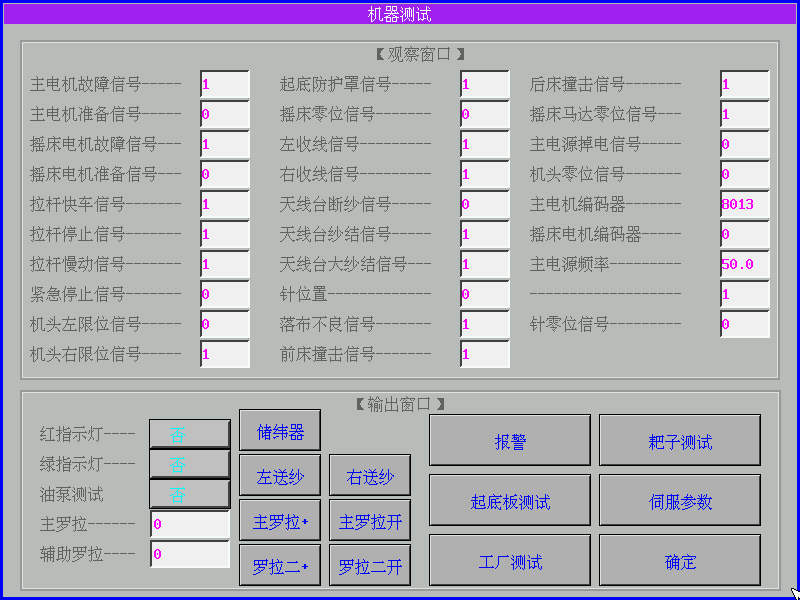 机器测试
【观察窗口】
主电机故障信号----- 1 起底防护罩信号----- 1 后床撞击信号------- 1
主电机准备信号----- 0 摇床零位信号------- 0 摇床马达零位信号--- 1
摇床电机故障信号--- 1 左收线信号--------- 1 主电源掉电信号----- 0
摇床电机准备信号--- 0 右收线信号--------- 1 机头零位信号------- 0
拉杆快车信号------- 1 天线台断纱信号----- 0 主电机编码器------- 8013
拉杆停止信号------- 1 天线台纱结信号----- 1 摇床电机编码器----- 0
拉杆慢动信号------- 1 天线台大纱结信号--- 1 主电源频率--------- 50.0
紧急停止信号------- 0 针位置------------- 0 ------------------- 1
机头左限位信号----- 0 落布不良信号------- 1 针零位信号--------- 0
机头右限位信号----- 1 前床撞击信号------- 1
【输出窗口】
红指示灯---- 否 储纬器 报警 耙子测试
绿指示灯---- 否 左送纱 右送纱
油泵测试 否 起底板测试 伺服参数
主罗拉------ 0 主罗拉+ 主罗拉开
辅助罗拉---- 0 罗拉二+ 罗拉二开 工厂测试 确定